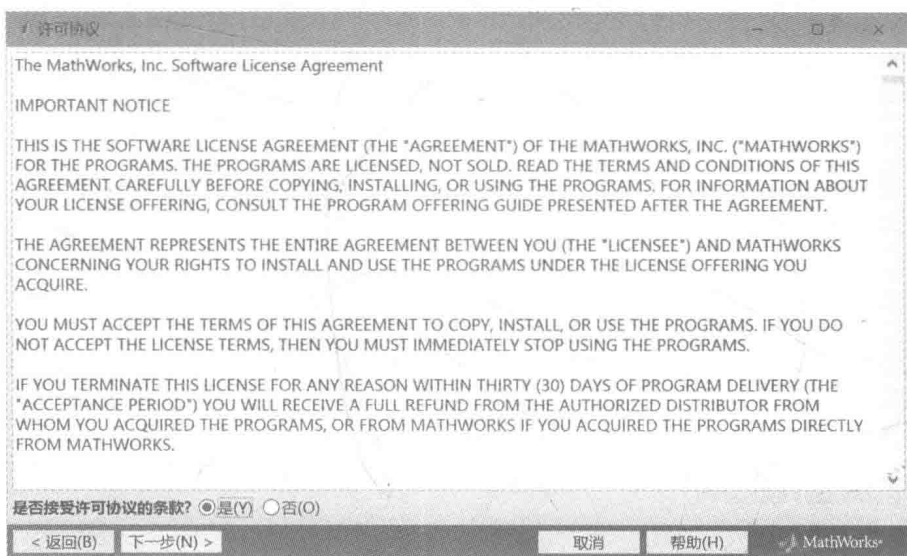 许可协议
The MathWorks, Inc. Software License Agreement
IMPORTANT NOTICE
THIS IS THE SOFTWARE LICENSE AGREEMENT (THE "AGREEMENT") OF THE MATHWORKS, INC. ("MATHWORKS")
FOR THE PROGRAMS. THE PROGRAMS ARE LICENSED, NOT SOLD. READ THE TERMS AND CONDITIONS OF THIS
AGREEMENT CAREFULLY BEFORE COPYING, INSTALLING, OR USING THE PROGRAMS. FOR INFORMATION ABOUT
YOUR LICENSE OFFERING, CONSULT THE PROGRAM OFFERING GUIDE PRESENTED AFTER THE AGREEMENT.
THE AGREEMENT REPRESENTS THE ENTIRE AGREEMENT BETWEEN YOU (THE "LICENSEE") AND MATHWORKS
CONCERNING YOUR RIGHTS TO INSTALL AND USE THE PROGRAMS UNDER THE LICENSE OFFERING YOU
ACQUIRE.
YOU MUST ACCEPT THE TERMS OF THIS AGREEMENT TO COPY, INSTALL, OR USE THE PROGRAMS. IF YOU DO
NOT ACCEPT THE LICENSE TERMS, THEN YOU MUST IMMEDIATELY STOP USING THE PROGRAMS.
IF YOU TERMINATE THIS LICENSE FOR ANY REASON WITHIN THIRTY (30) DAYS OF PROGRAM DELIVERY (THE
"ACCEPTANCE PERIOD") YOU WILL RECEIVE A FULL REFUND FROM THE AUTHORIZED DISTRIBUTOR FROM
WHOM YOU ACQUIRED THE PROGRAMS, OR FROM MATHWORKS IF YOU ACQUIRED THE PROGRAMS DIRECTLY
FROM MATHWORKS.
是否接受许可协议的条款? 是(Y) 否(O)
< 返回(B) 下一步(N) > 取消 帮助(H) MathWorks®